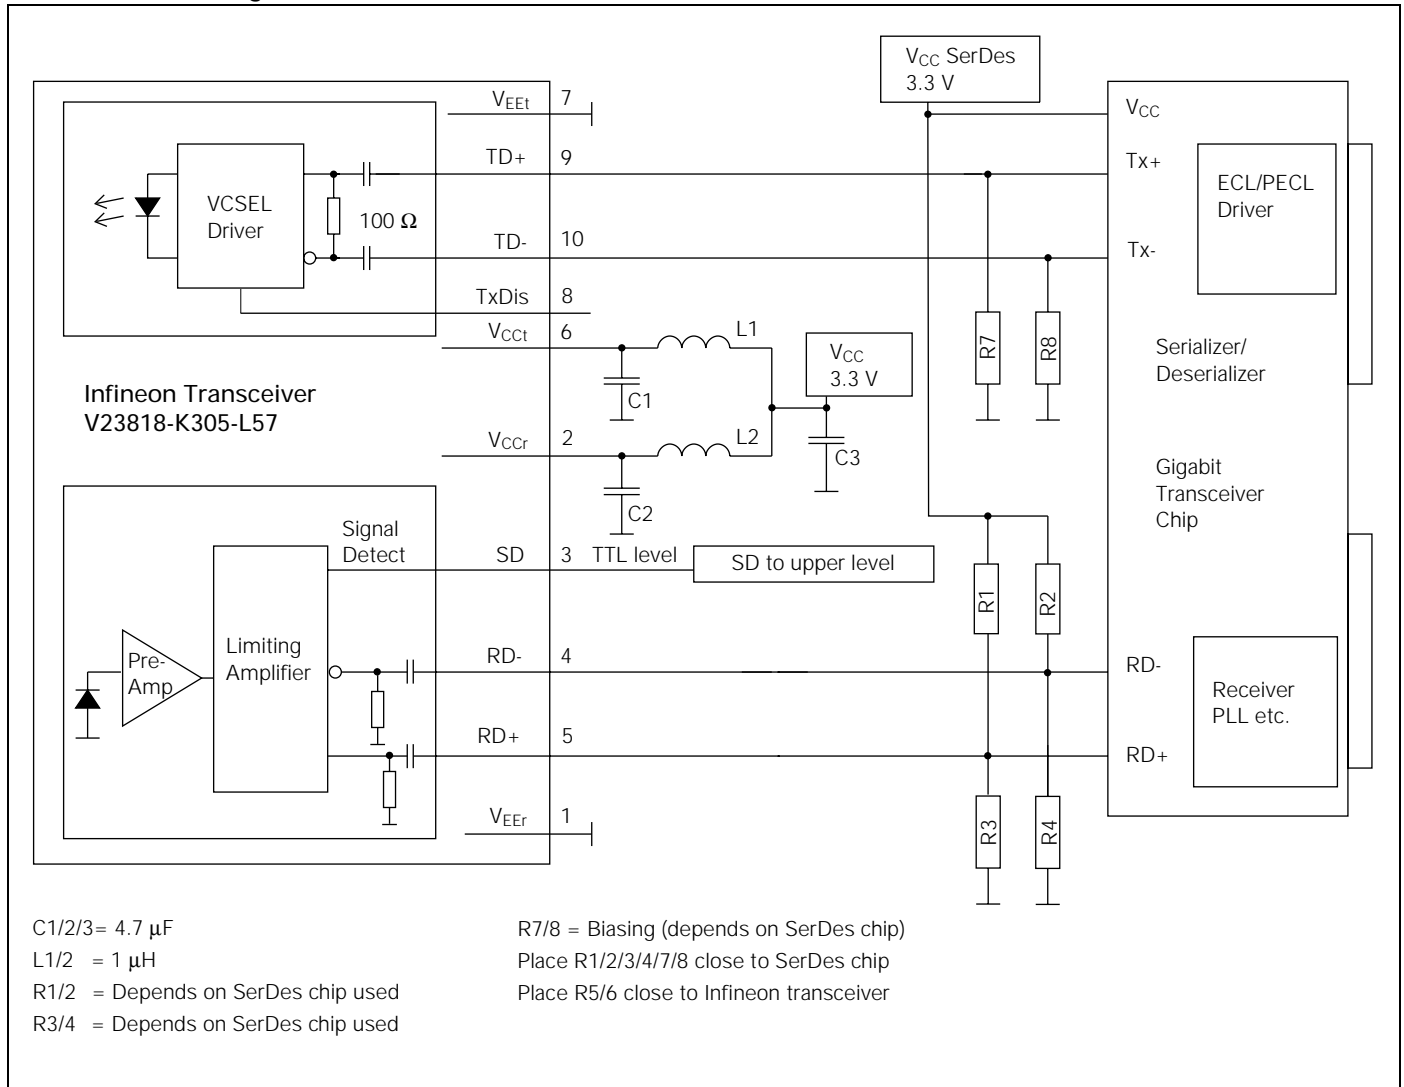 V_CC SerDes
3.3 V
V_EEt 7
V_CC
TD+ 9
Tx+
ECL/PECL
Driver
VCSEL
Driver
100 Ω
TD- 10
Tx-
TxDis 8
V_CCt 6
L1
V_CC
3.3 V
R7
R8
Serializer/
Deserializer
Infineon Transceiver
V23818-K305-L57
C1
V_CCr 2
L2
C3
Gigabit
Transceiver
Chip
C2
Signal
Detect
SD 3 TTL level
SD to upper level
R1
R2
Pre-
Amp
Limiting
Amplifier
RD- 4
RD-
Receiver
PLL etc.
RD+ 5
RD+
V_EEr 1
R3
R4
C1/2/3= 4.7 μF
L1/2 = 1 μH
R1/2 = Depends on SerDes chip used
R3/4 = Depends on SerDes chip used
R7/8 = Biasing (depends on SerDes chip)
Place R1/2/3/4/7/8 close to SerDes chip
Place R5/6 close to Infineon transceiver